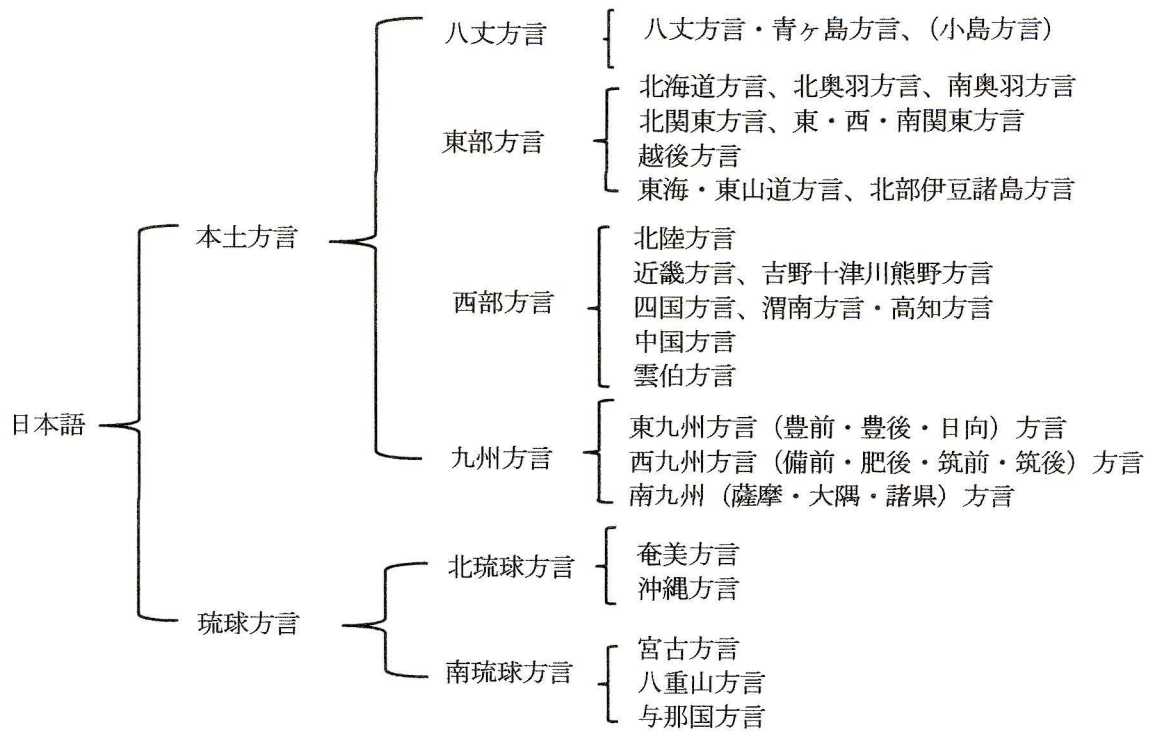 八丈方言
八丈方言・青ヶ島方言、(小島方言)
東部方言
北海道方言、北奥羽方言、南奥羽方言
北関東方言、東・西・南関東方言
越後方言
東海・東山道方言、北部伊豆諸島方言
本土方言
西部方言
北陸方言
近畿方言、吉野十津川熊野方言
四国方言、渭南方言・高知方言
中国方言
雲伯方言
日本語
九州方言
東九州方言(豊前・豊後・日向)方言
西九州方言(備前・肥後・筑前・筑後)方言
南九州(薩摩・大隅・諸県)方言
北琉球方言
奄美方言
沖縄方言
琉球方言
南琉球方言
宮古方言
八重山方言
与那国方言